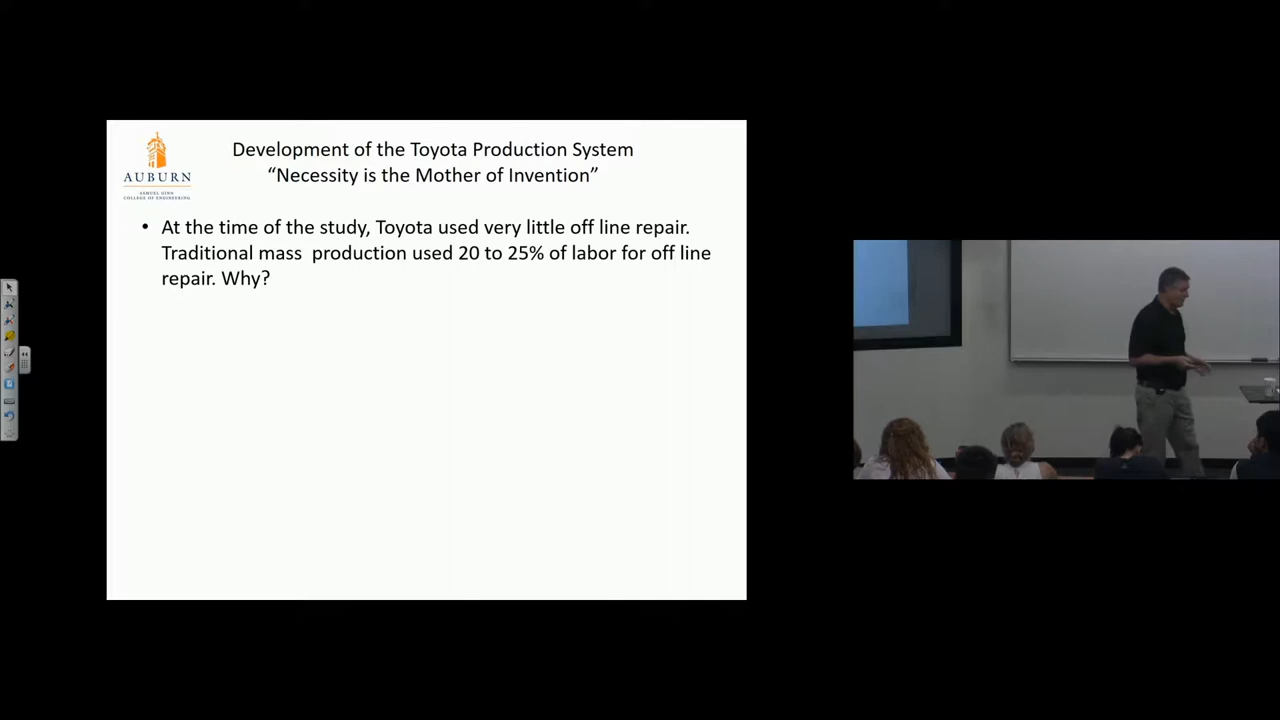 Development of the Toyota Production System
“Necessity is the Mother of Invention”
AUBURN
SAMUEL GINN
COLLEGE OF ENGINEERING
• At the time of the study, Toyota used very little off line repair.
Traditional mass  production used 20 to 25% of labor for off line
repair. Why?